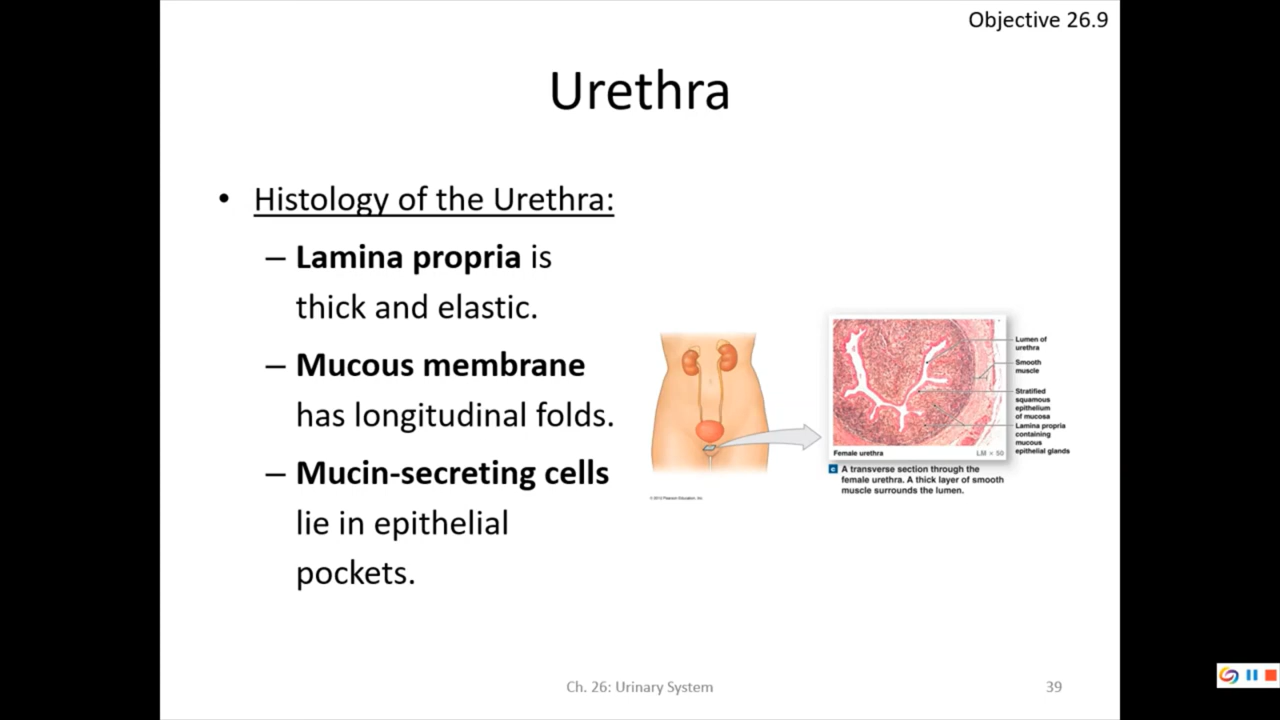 Objective 26.9
Urethra
• Histology of the Urethra:
– Lamina propria is
thick and elastic.
– Mucous membrane
has longitudinal folds.
– Mucin-secreting cells
lie in epithelial
pockets.
Lumen of
urethra
Smooth
muscle
Stratified
squamous
epithelium
of mucosa
Lamina propria
containing
mucous
epithelial glands
Female urethra
LM × 50
c A transverse section through the
female urethra. A thick layer of smooth
muscle surrounds the lumen.
© 2012 Pearson Education, Inc.
Ch. 26: Urinary System
39